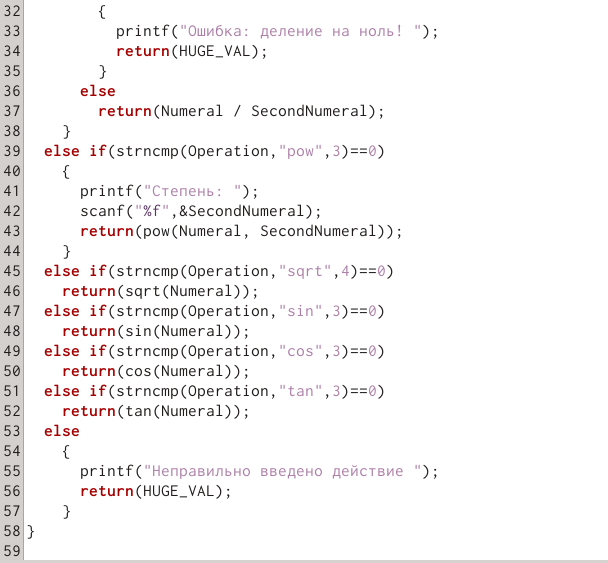 32        {
33          printf("Ошибка: деление на ноль! ");
34          return(HUGE_VAL);
35        }
36      else
37        return(Numeral / SecondNumeral);
38    }
39  else if(strncmp(Operation,"pow",3)==0)
40    {
41      printf("Степень: ");
42      scanf("%f",&SecondNumeral);
43      return(pow(Numeral, SecondNumeral));
44    }
45  else if(strncmp(Operation,"sqrt",4)==0)
46    return(sqrt(Numeral));
47  else if(strncmp(Operation,"sin",3)==0)
48    return(sin(Numeral));
49  else if(strncmp(Operation,"cos",3)==0)
50    return(cos(Numeral));
51  else if(strncmp(Operation,"tan",3)==0)
52    return(tan(Numeral));
53  else
54    {
55      printf("Неправильно введено действие ");
56      return(HUGE_VAL);
57    }
58 }
59